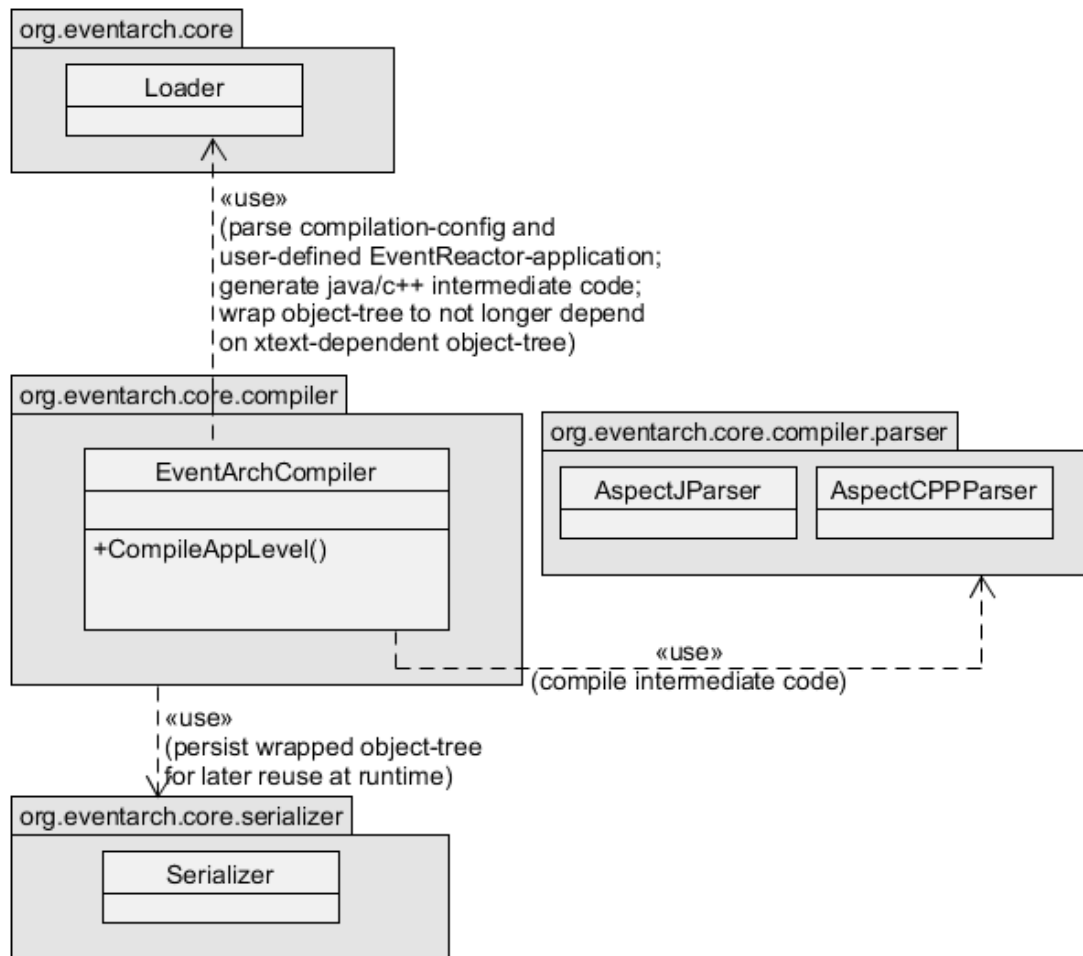 org.eventarch.core
Loader
«use»
(parse compilation-config and
user-defined EventReactor-application;
generate java/c++ intermediate code;
wrap object-tree to not longer depend
on xtext-dependent object-tree)
org.eventarch.core.compiler
EventArchCompiler
+CompileAppLevel()
org.eventarch.core.compiler.parser
AspectJParser
AspectCPPParser
«use»
(compile intermediate code)
«use»
(persist wrapped object-tree
for later reuse at runtime)
org.eventarch.core.serializer
Serializer